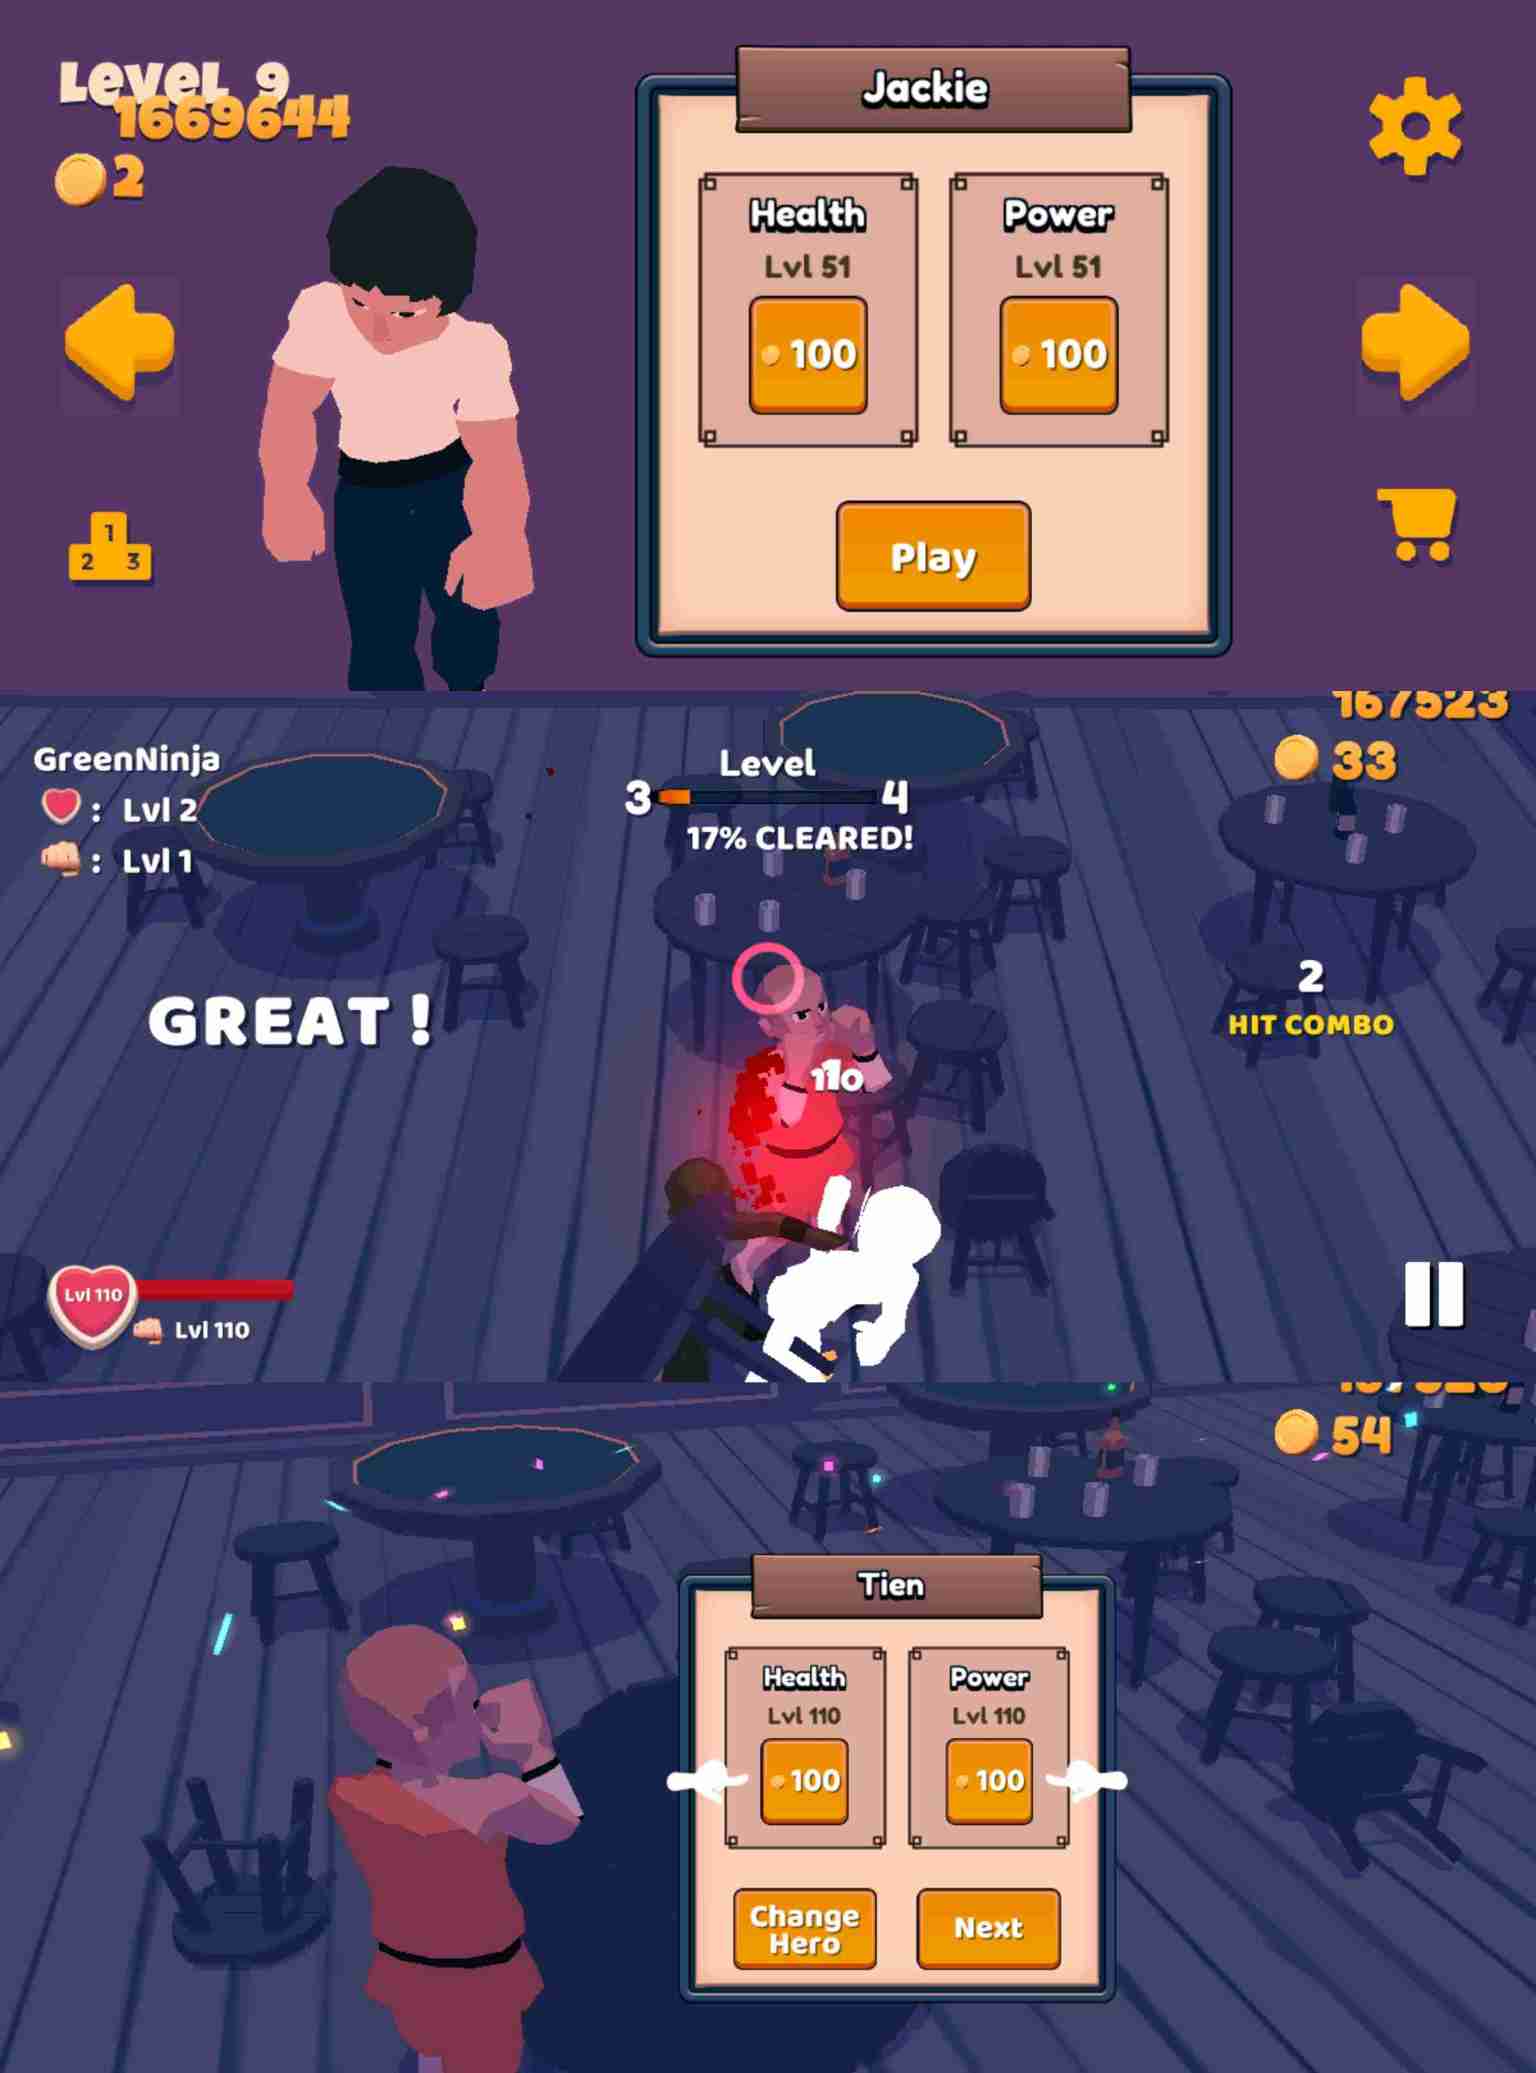 Level 9
1669644
2
Jackie
Health
Power
Lvl 51
Lvl 51
100
100
Play
1
2 3
167523
33
GreenNinja
: Lvl 2
: Lvl 1
Level
3 4
17% CLEARED!
GREAT !
2
HIT COMBO
Lvl 110
Lvl 110
54
Tien
Health
Power
Lvl 110
Lvl 110
100
100
Change
Hero
Next